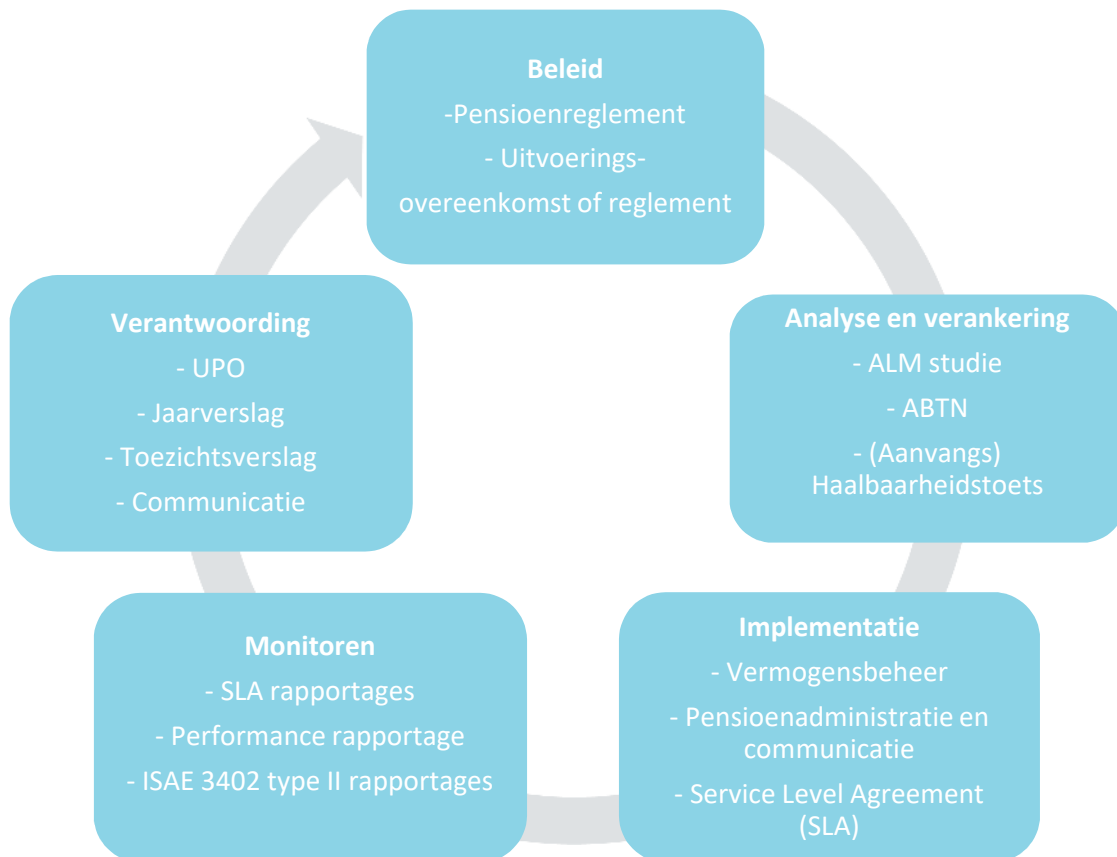 Beleid
-Pensioenreglement
- Uitvoerings-
overeenkomst of reglement
Analyse en verankering
- ALM studie
- ABTN
- (Aanvangs)
Haalbaarheidstoets
Implementatie
- Vermogensbeheer
- Pensioenadministratie en
communicatie
- Service Level Agreement
(SLA)
Monitoren
- SLA rapportages
- Performance rapportage
- ISAE 3402 type II rapportages
Verantwoording
- UPO
- Jaarverslag
- Toezichtsverslag
- Communicatie